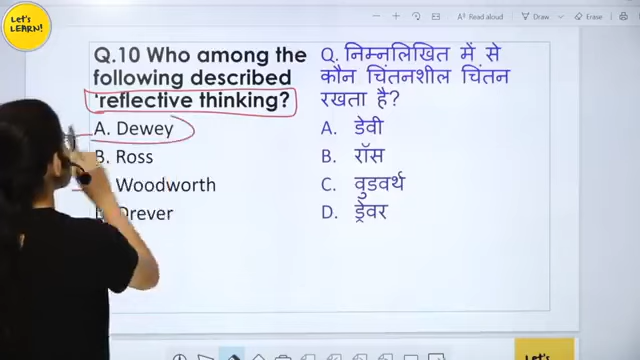 LET'S
LEARN!
Read aloud
Draw
Erase
Q.10 Who among the
following described
'reflective thinking?
A. Dewey
B. Ross
Woodworth
Drever
Q. निम्नलिखित में से
कौन चिंतनशील चिंतन
रखता है?
A. डेवी
B. रॉस
C. वुडवर्थ
D. ड्रेवर
Let's